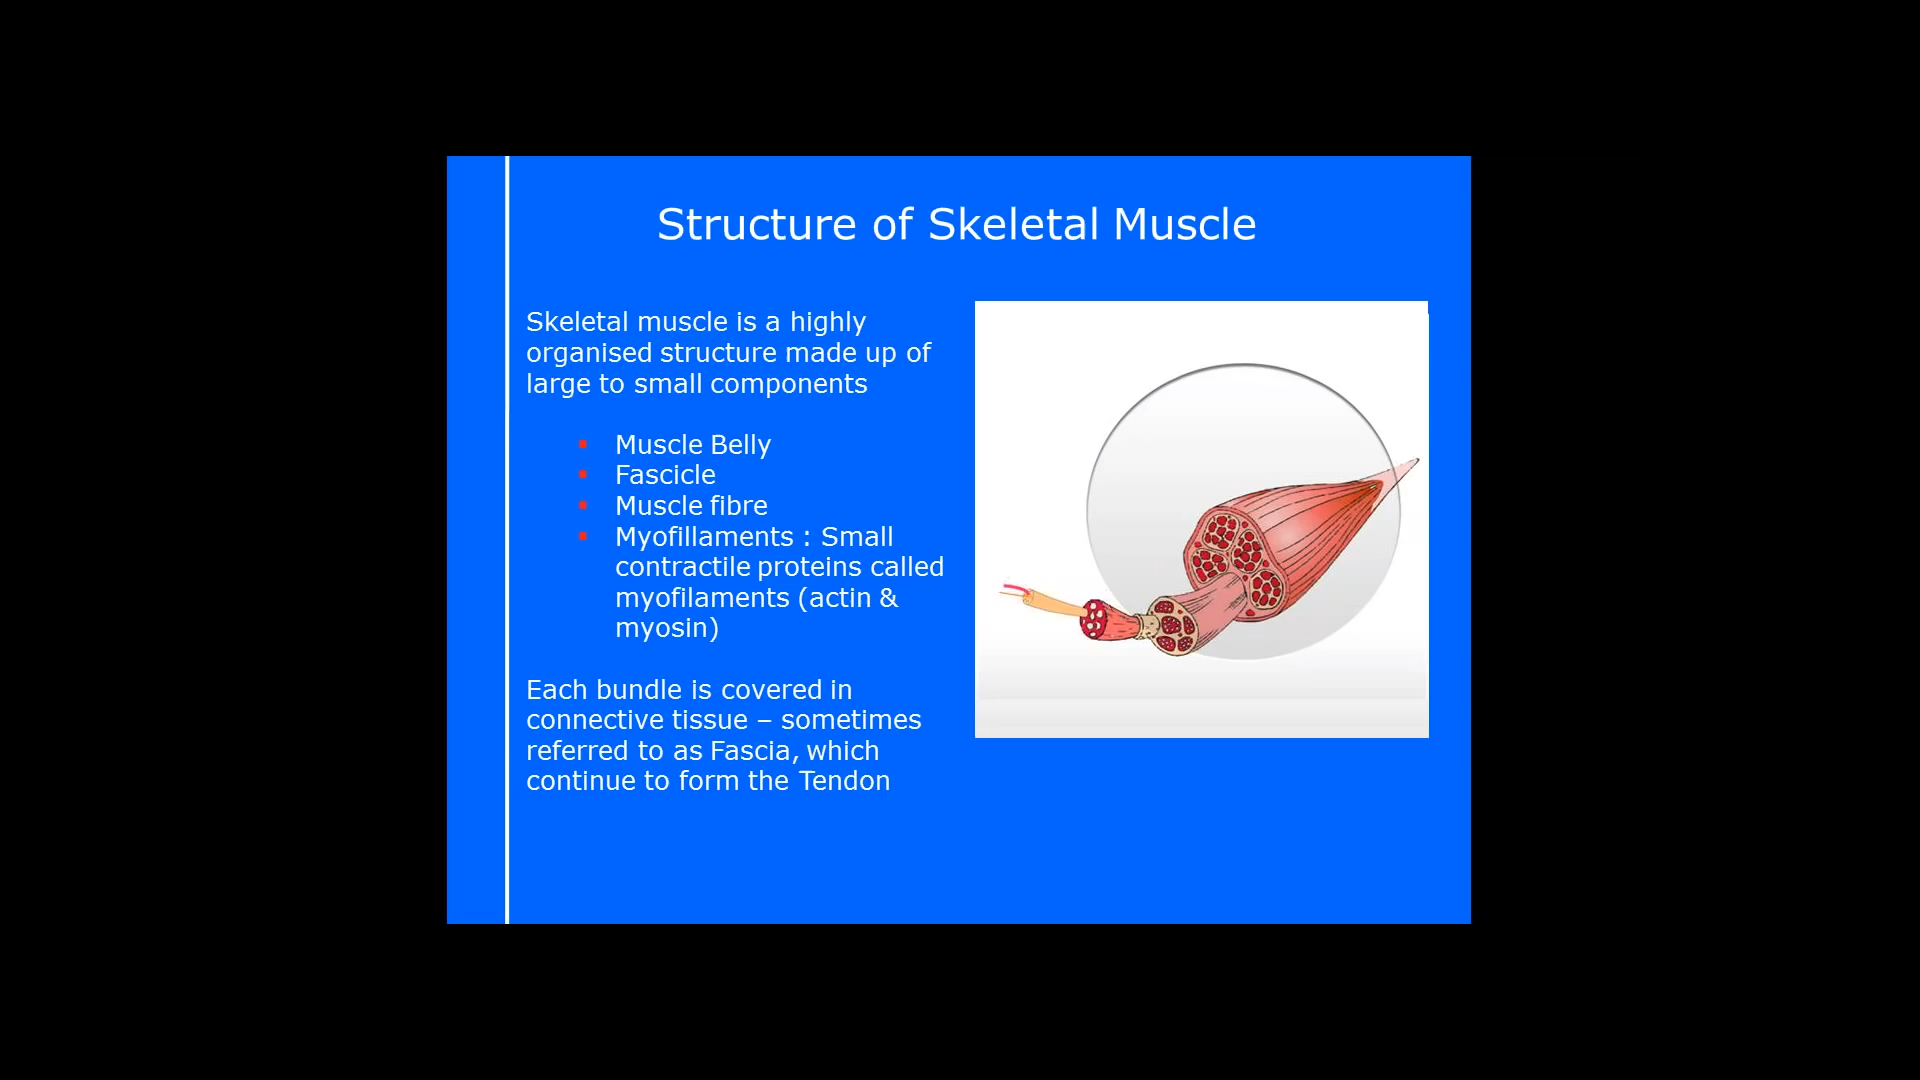 Structure of Skeletal Muscle
Skeletal muscle is a highly
organised structure made up of
large to small components
▪ Muscle Belly
▪ Fascicle
▪ Muscle fibre
▪ Myofillaments : Small
contractile proteins called
myofilaments (actin &
myosin)
Each bundle is covered in
connective tissue – sometimes
referred to as Fascia, which
continue to form the Tendon